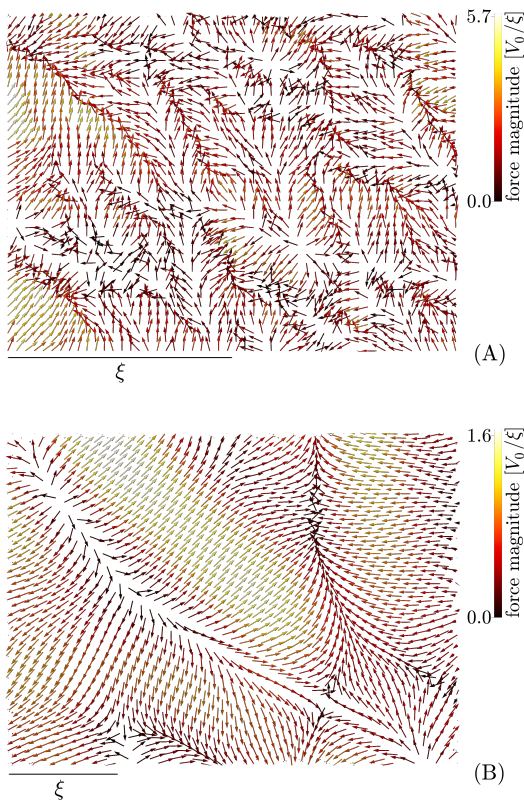 5.7
0.0
force magnitude [V₀/ξ]
ξ
(A)
1.6
0.0
force magnitude [V₀/ξ]
ξ
(B)